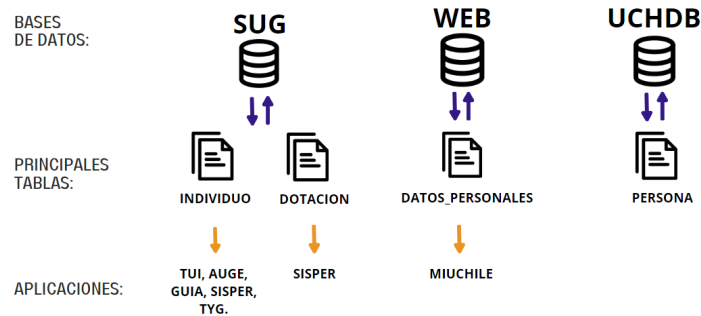 BASES
DE DATOS:
SUG
WEB
UCHDB
PRINCIPALES
TABLAS:
INDIVIDUO
DOTACION
DATOS_PERSONALES
PERSONA
APLICACIONES:
TUI, AUGE,
GUIA, SISPER,
TYG.
SISPER
MIUCHILE